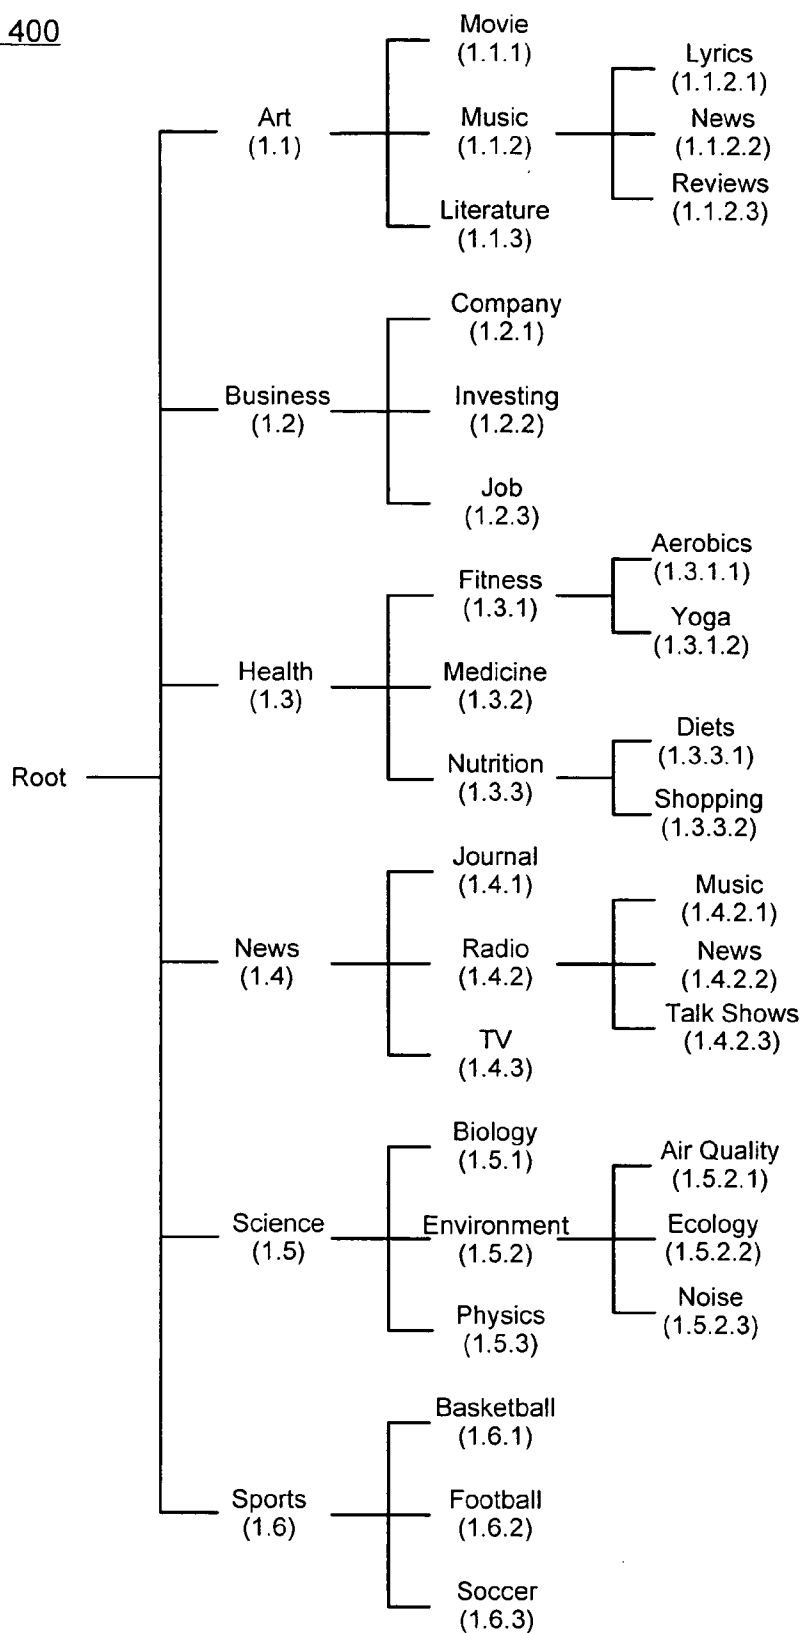 400
Movie
(1.1.1)
Lyrics
(1.1.2.1)
Art
(1.1)
Music
(1.1.2)
News
(1.1.2.2)
Reviews
(1.1.2.3)
Literature
(1.1.3)
Company
(1.2.1)
Business
(1.2)
Investing
(1.2.2)
Job
(1.2.3)
Aerobics
(1.3.1.1)
Fitness
(1.3.1)
Yoga
(1.3.1.2)
Health
(1.3)
Medicine
(1.3.2)
Diets
(1.3.3.1)
Nutrition
(1.3.3)
Shopping
(1.3.3.2)
Root
Journal
(1.4.1)
Music
(1.4.2.1)
News
(1.4)
Radio
(1.4.2)
News
(1.4.2.2)
Talk Shows
(1.4.2.3)
TV
(1.4.3)
Biology
(1.5.1)
Air Quality
(1.5.2.1)
Science
(1.5)
Environment
(1.5.2)
Ecology
(1.5.2.2)
Noise
(1.5.2.3)
Physics
(1.5.3)
Basketball
(1.6.1)
Sports
(1.6)
Football
(1.6.2)
Soccer
(1.6.3)